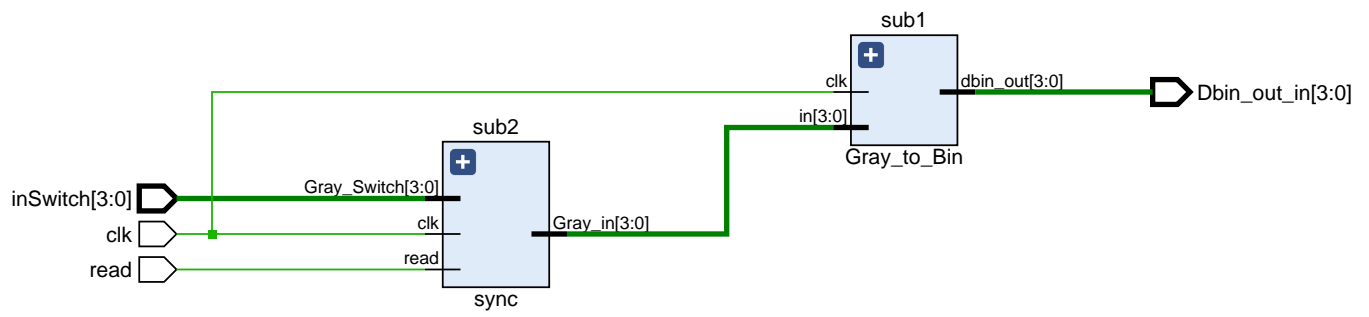 sub1
clk
dbin_out[3:0]
Dbin_out_in[3:0]
in[3:0]
Gray_to_Bin
sub2
inSwitch[3:0]
Gray_Switch[3:0]
clk
clk
Gray_in[3:0]
read
read
sync